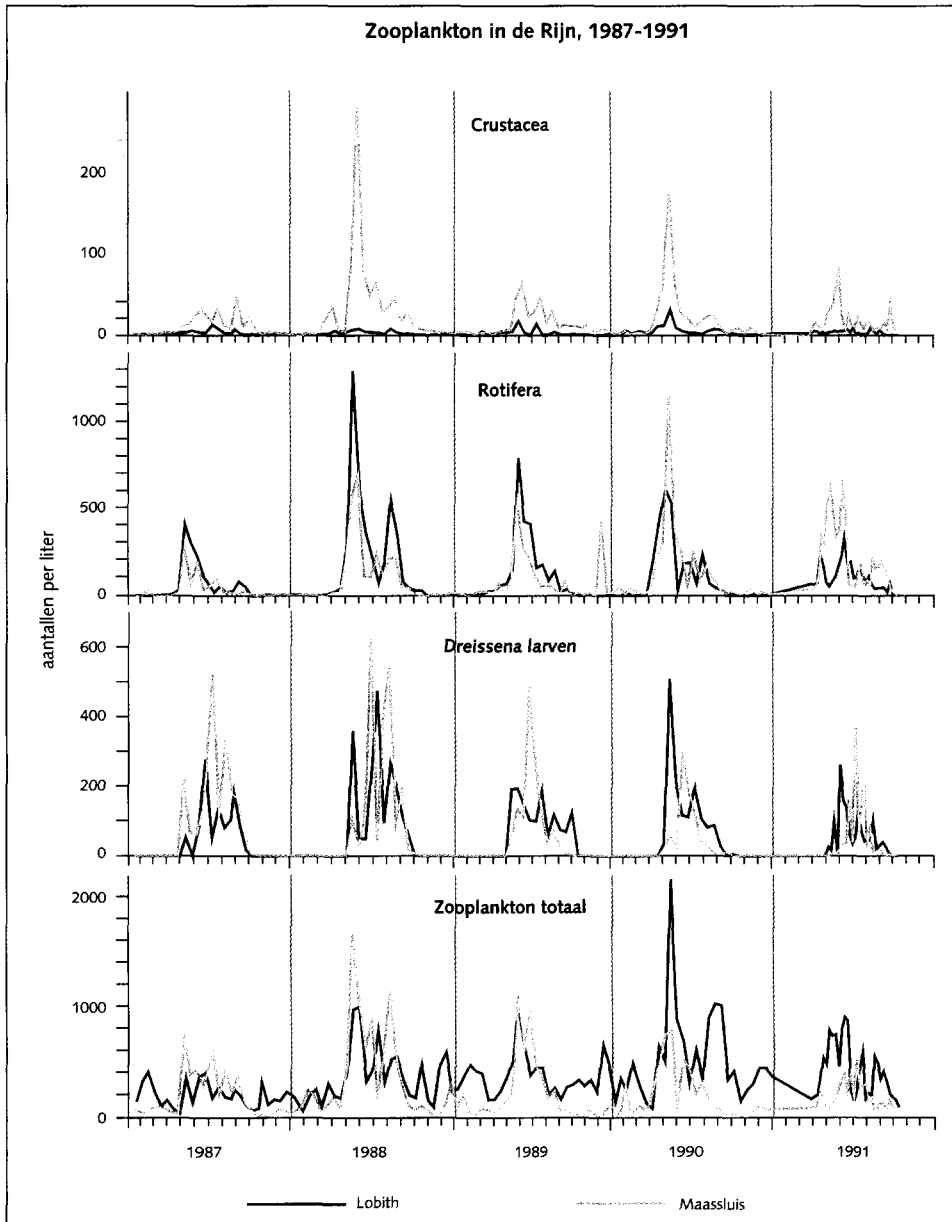 Zooplankton in de Rijn, 1987-1991
Crustacea
200
100
0
Rotifera
1000
500
0
aantallen per liter
Dreissena larven
600
400
200
0
Zooplankton totaal
2000
1000
0
1987
1988
1989
1990
1991
Lobith
Maassluis